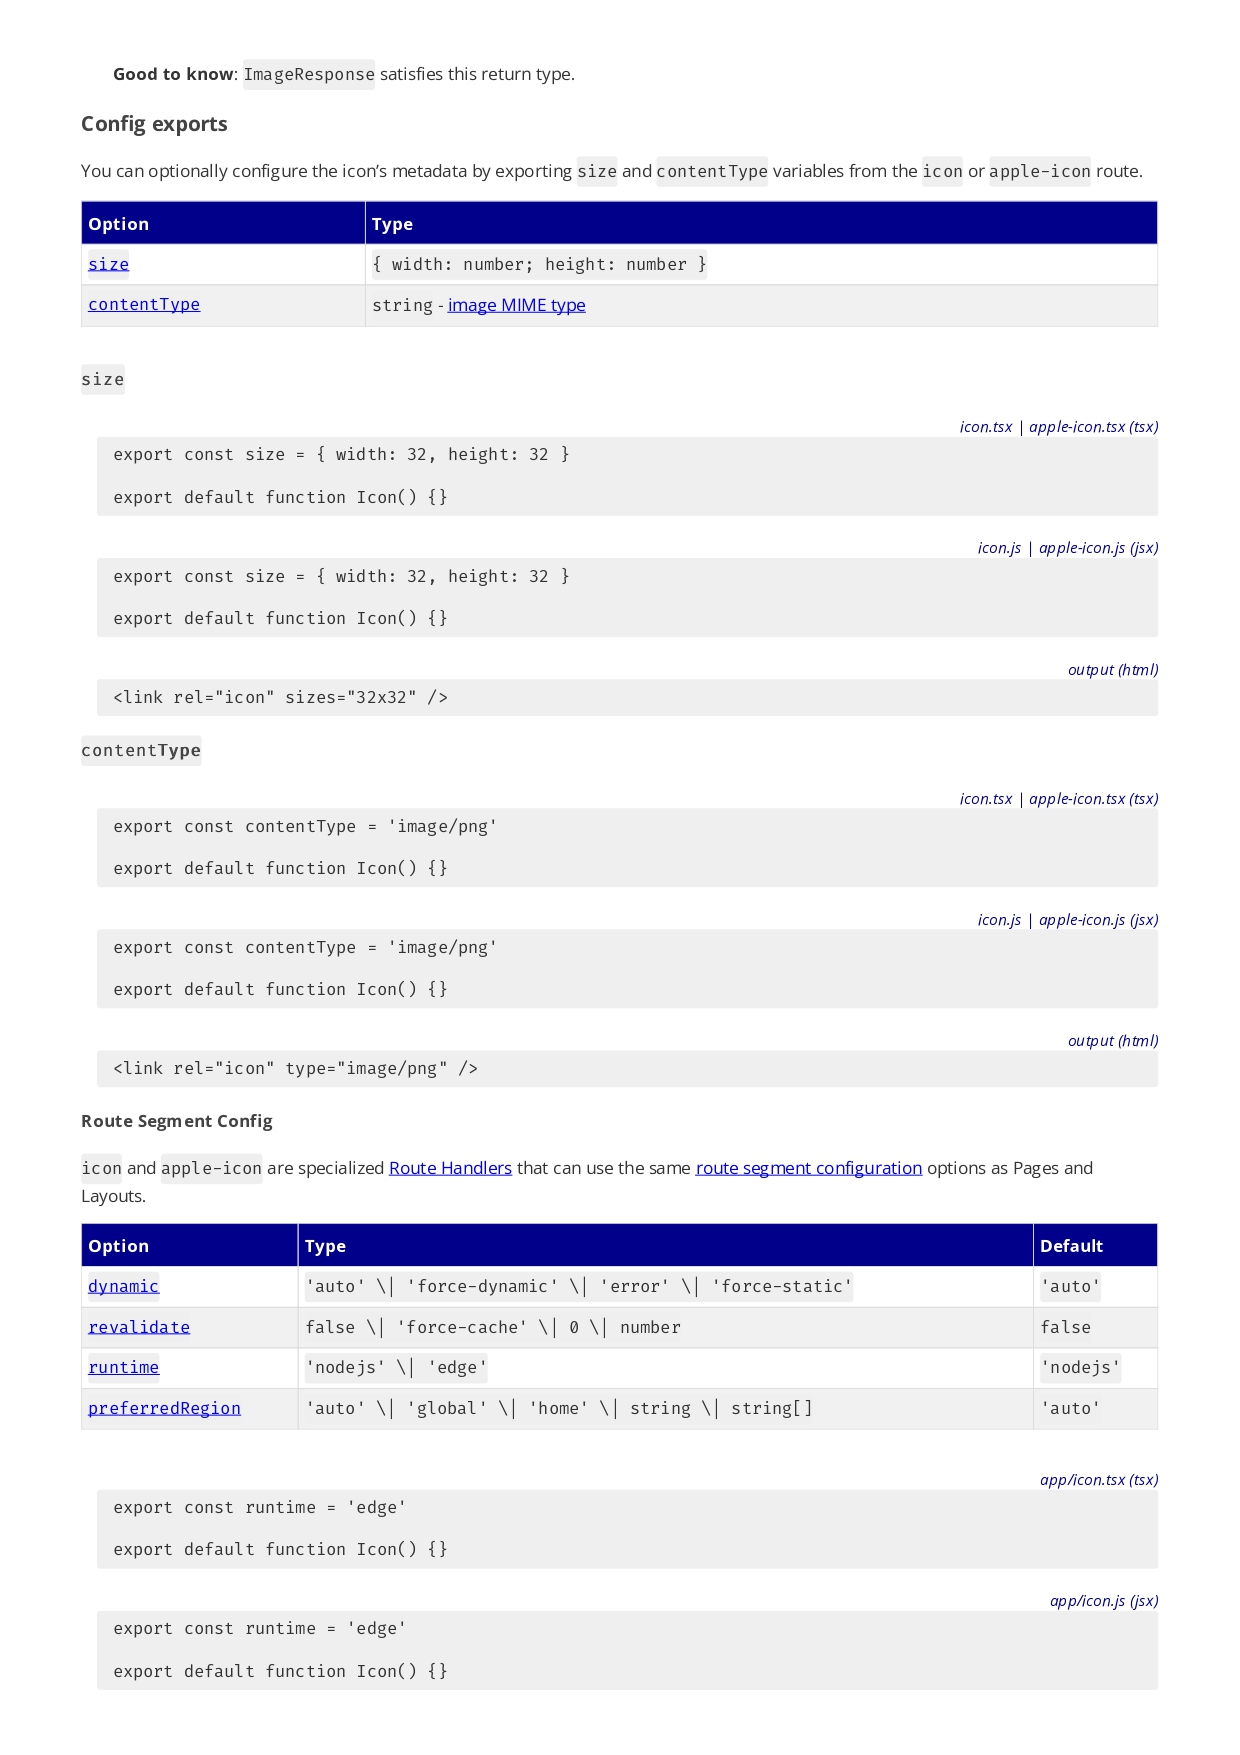 Good to know: ImageResponse satisfies this return type.
Config exports
You can optionally configure the icon’s metadata by exporting size and contentType variables from the icon or apple-icon route.
Option Type
size { width: number; height: number }
contentType string - image MIME type
size
icon.tsx | apple-icon.tsx (tsx)
export const size = { width: 32, height: 32 }
export default function Icon() {}
icon.js | apple-icon.js (jsx)
export const size = { width: 32, height: 32 }
export default function Icon() {}
output (html)
<link rel="icon" sizes="32x32" />
contentType
icon.tsx | apple-icon.tsx (tsx)
export const contentType = 'image/png'
export default function Icon() {}
icon.js | apple-icon.js (jsx)
export const contentType = 'image/png'
export default function Icon() {}
output (html)
<link rel="icon" type="image/png" />
Route Segment Config
icon and apple-icon are specialized Route Handlers that can use the same route segment configuration options as Pages and
Layouts.
Option Type Default
dynamic 'auto' \| 'force-dynamic' \| 'error' \| 'force-static' 'auto'
revalidate false \| 'force-cache' \| 0 \| number false
runtime 'nodejs' \| 'edge' 'nodejs'
preferredRegion 'auto' \| 'global' \| 'home' \| string \| string[] 'auto'
app/icon.tsx (tsx)
export const runtime = 'edge'
export default function Icon() {}
app/icon.js (jsx)
export const runtime = 'edge'
export default function Icon() {}